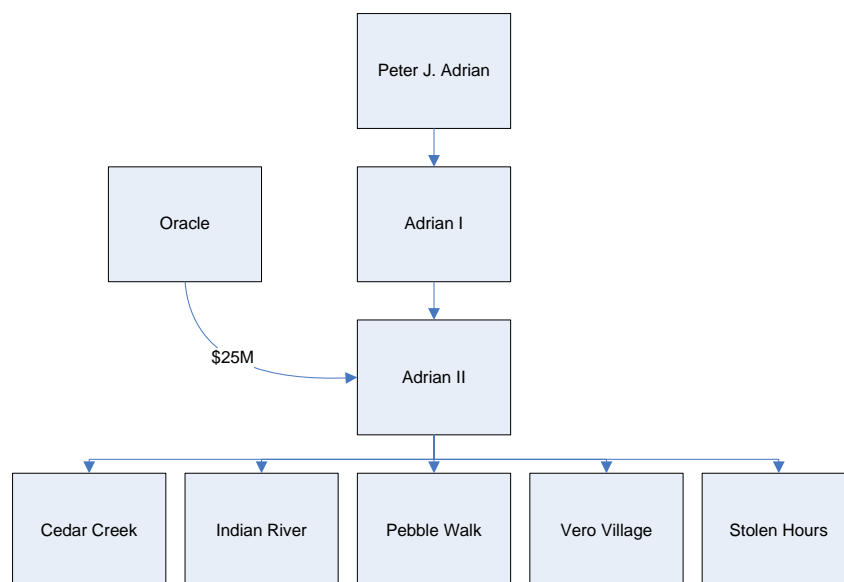 Peter J. Adrian
Oracle
Adrian I
$25M
Adrian II
Cedar Creek
Indian River
Pebble Walk
Vero Village
Stolen Hours